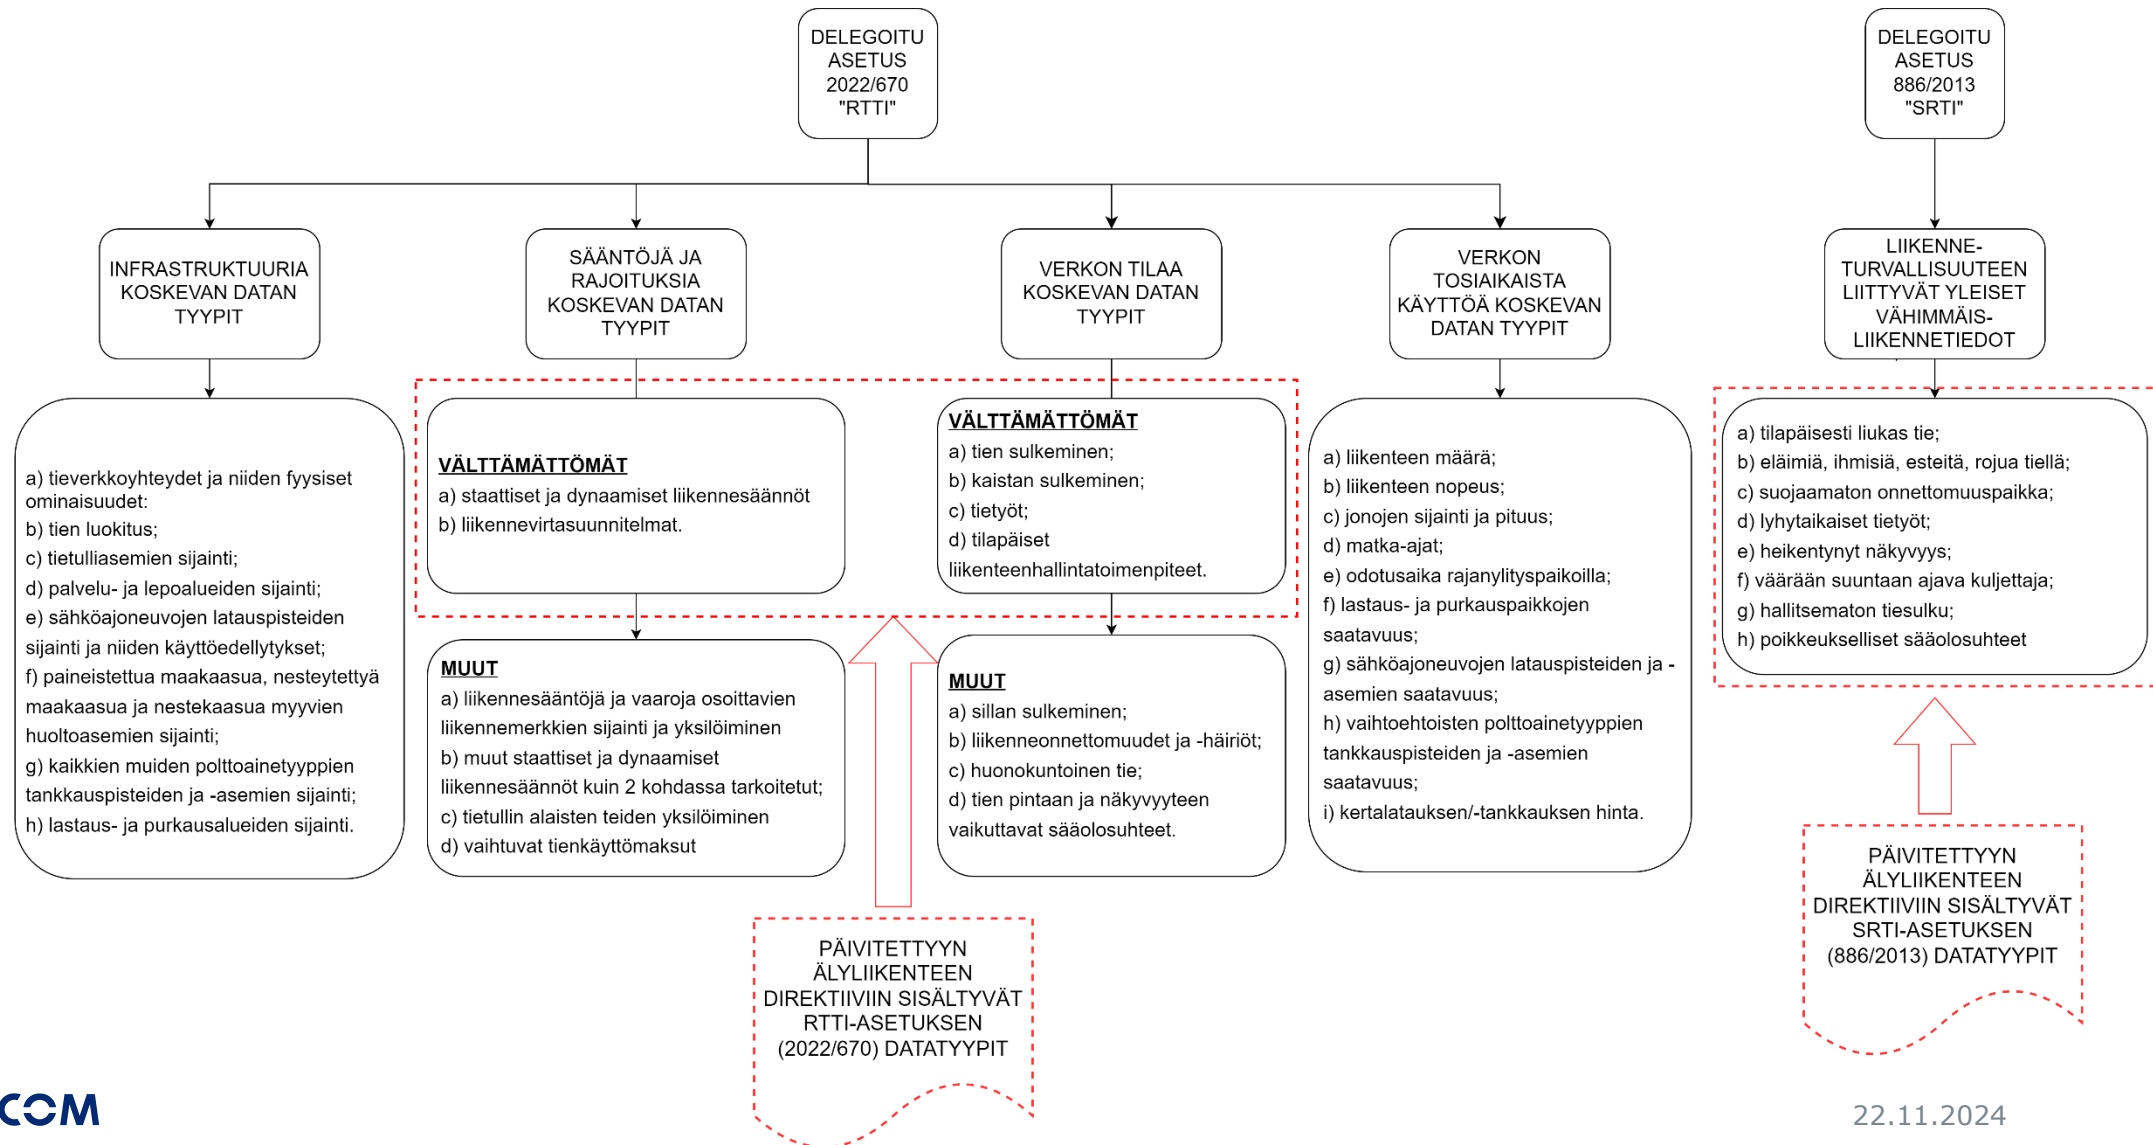 DELEGOITU
ASETUS
2022/670
"RTTI"
DELEGOITU
ASETUS
886/2013
"SRTI"
INFRASTRUKTUURIA
KOSKEVAN DATAN
TYYPIT
SÄÄNTÖJÄ JA
RAJOITUKSIA
KOSKEVAN DATAN
TYYPIT
VERKON TILAA
KOSKEVAN DATAN
TYYPIT
VERKON
TOSIAIKAISTA
KÄYTTÖÄ KOSKEVAN
DATAN TYYPIT
LIIKENNE-
TURVALLISUUTEEN
LIITTYVÄT YLEISET
VÄHIMMÄIS-
LIIKENNETIEDOT
a) tieverkkoyhteydet ja niiden fyysiset
ominaisuudet:
b) tien luokitus;
c) tietulliasemien sijainti;
d) palvelu- ja lepoalueiden sijainti;
e) sähköajoneuvojen latauspisteiden
sijainti ja niiden käyttöedellytykset;
f) paineistettua maakaasua, nesteytettyä
maakaasua ja nestekaasua myyvien
huoltoasemien sijainti;
g) kaikkien muiden polttoainetyyppien
tankkauspisteiden ja -asemien sijainti;
h) lastaus- ja purkausalueiden sijainti.
VÄLTTÄMÄTTÖMÄT
a) staattiset ja dynaamiset liikennesäännöt
b) liikennevirtasuunnitelmat.
MUUT
a) liikennesääntöjä ja vaaroja osoittavien
liikennemerkkien sijainti ja yksilöiminen
b) muut staattiset ja dynaamiset
liikennesäännöt kuin 2 kohdassa tarkoitetut;
c) tietullin alaisten teiden yksilöiminen
d) vaihtuvat tienkäyttömaksut
VÄLTTÄMÄTTÖMÄT
a) tien sulkeminen;
b) kaistan sulkeminen;
c) tietyöt;
d) tilapäiset
liikenteenhallintatoimenpiteet.
MUUT
a) sillan sulkeminen;
b) liikenneonnettomuudet ja -häiriöt;
c) huonokuntoinen tie;
d) tien pintaan ja näkyvyyteen
vaikuttavat sääolosuhteet.
a) liikenteen määrä;
b) liikenteen nopeus;
c) jonojen sijainti ja pituus;
d) matka-ajat;
e) odotusaika rajanylityspaikoilla;
f) lastaus- ja purkauspaikkojen
saatavuus;
g) sähköajoneuvojen latauspisteiden ja -
asemien saatavuus;
h) vaihtoehtoisten polttoainetyyppien
tankkauspisteiden ja -asemien
saatavuus;
i) kertalatauksen/-tankkauksen hinta.
a) tilapäisesti liukas tie;
b) eläimiä, ihmisiä, esteitä, rojua tiellä;
c) suojaamaton onnettomuuspaikka;
d) lyhytaikaiset tietyöt;
e) heikentynyt näkyvyys;
f) väärään suuntaan ajava kuljettaja;
g) hallitsematon tiesulku;
h) poikkeukselliset sääolosuhteet
PÄIVITETTYYN
ÄLYLIIKENTEEN
DIREKTIIVIIN SISÄLTYVÄT
RTTI-ASETUKSEN
(2022/670) DATATYYPIT
PÄIVITETTYYN
ÄLYLIIKENTEEN
DIREKTIIVIIN SISÄLTYVÄT
SRTI-ASETUKSEN
(886/2013) DATATYYPIT
COM
22.11.2024